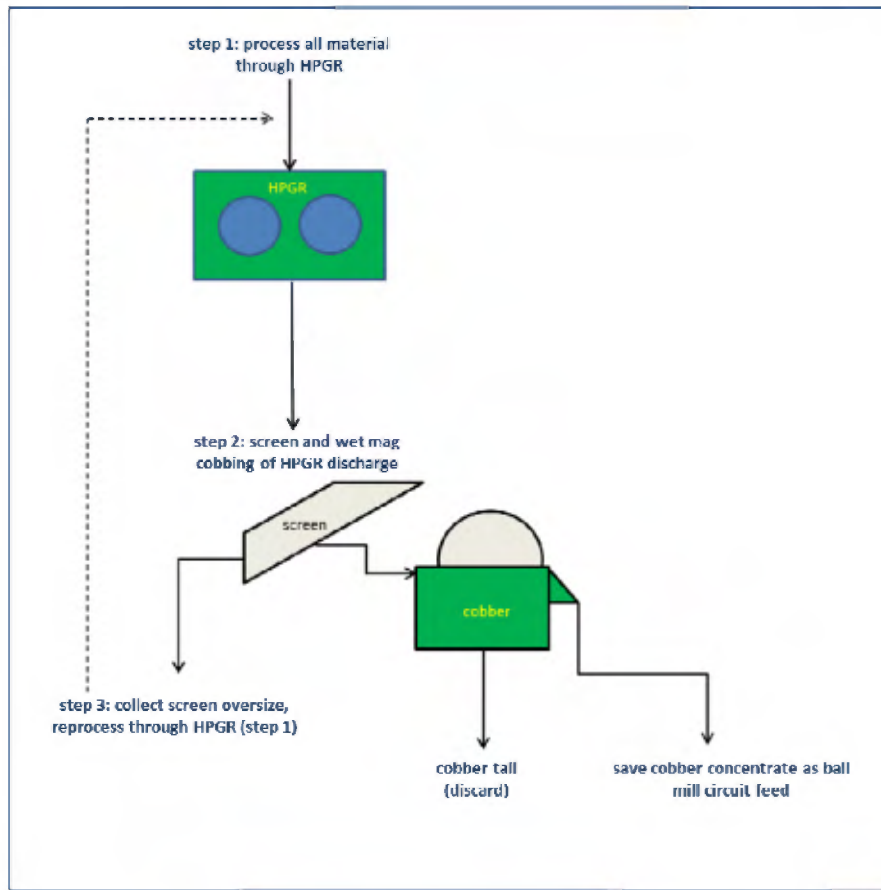 step 1: process all material
through HPGR
HPGR
step 2: screen and wet mag
cobbing of HPGR discharge
screen
cobber
step 3: collect screen oversize,
reprocess through HPGR (step 1)
cobber tall
(discard)
save cobber concentrate as ball
mill circuit feed